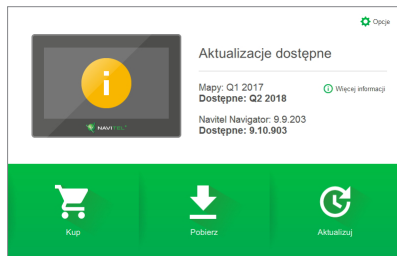 Opcje
Aktualizacje dostępne
Mapy: Q1 2017
Dostępne: Q2 2018
Więcej informacji
Navitel Navigator: 9.9.203
Dostępne: 9.10.903
NAVITEL
Kup
Pobierz
Aktualizuj